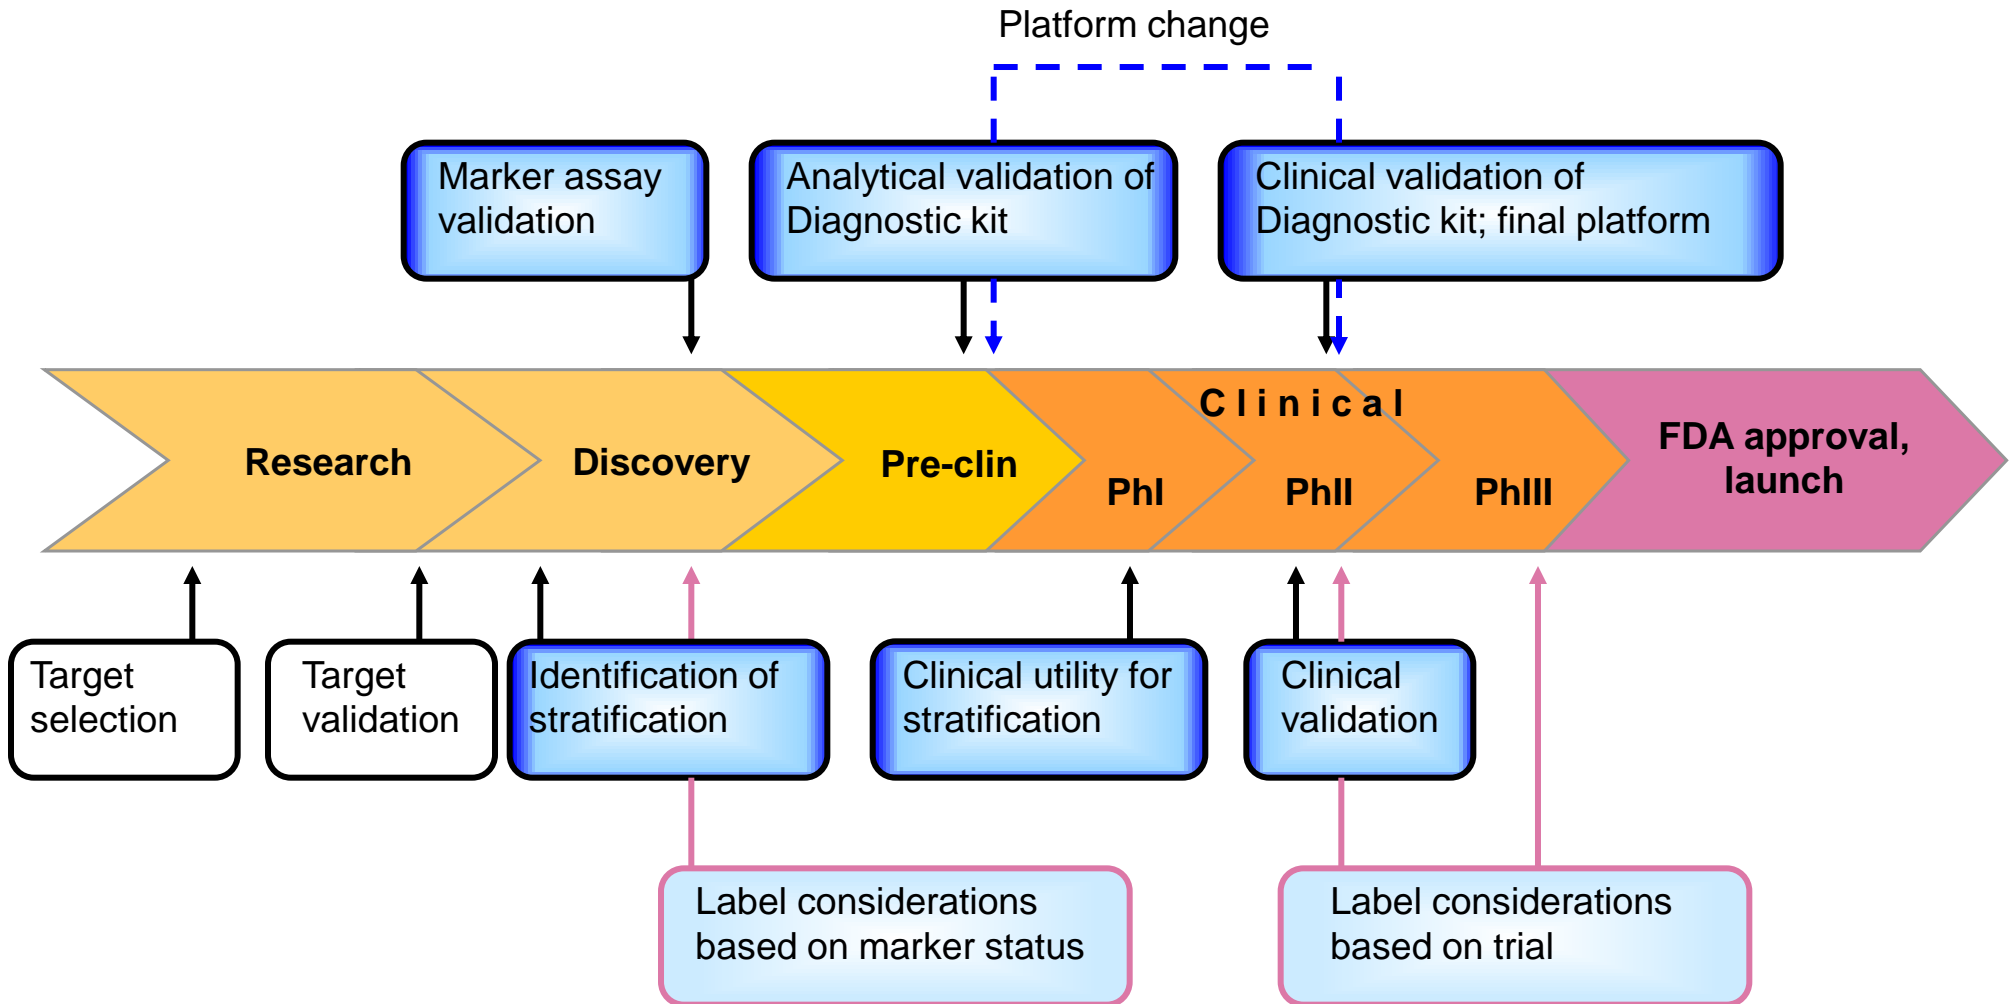 Platform change
Marker assay
validation
Analytical validation of
Diagnostic kit
Clinical validation of
Diagnostic kit; final platform
Research
Discovery
Pre-clin
Clinical
PhI
PhII
PhIII
FDA approval,
launch
Target
selection
Target
validation
Identification of
stratification
Clinical utility for
stratification
Clinical
validation
Label considerations
based on marker status
Label considerations
based on trial